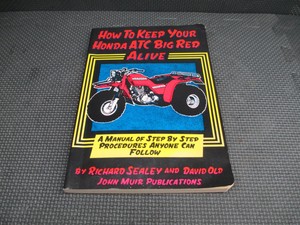 HOW TO KEEP YOUR
HONDA ATC BIG RED
ALIVE
A MANUAL OF STEP BY STEP
PROCEDURES ANYONE CAN
FOLLOW
BY RICHARD SEALEY AND DAVID OLD
JOHN MUIR PUBLICATIONS